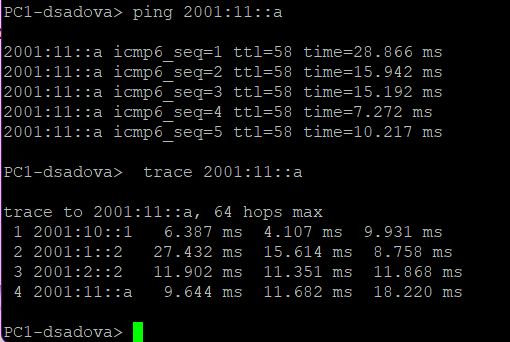 PC1-dsadova> ping 2001:11::a
2001:11::a icmp6_seq=1 ttl=58 time=28.866 ms
2001:11::a icmp6_seq=2 ttl=58 time=15.942 ms
2001:11::a icmp6_seq=3 ttl=58 time=15.192 ms
2001:11::a icmp6_seq=4 ttl=58 time=7.272 ms
2001:11::a icmp6_seq=5 ttl=58 time=10.217 ms
PC1-dsadova>  trace 2001:11::a
trace to 2001:11::a, 64 hops max
 1 2001:10::1   6.387 ms  4.107 ms  9.931 ms
 2 2001:1::2   27.432 ms  15.614 ms  8.758 ms
 3 2001:2::2   11.902 ms  11.351 ms  11.868 ms
 4 2001:11::a   9.644 ms  11.682 ms  18.220 ms
PC1-dsadova>